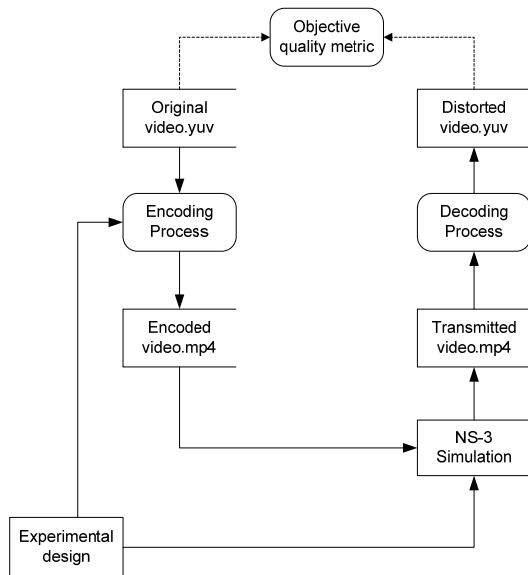 Objective
quality metric
Original
video.yuv
Distorted
video.yuv
Encoding
Process
Decoding
Process
Encoded
video.mp4
Transmitted
video.mp4
NS-3
Simulation
Experimental
design